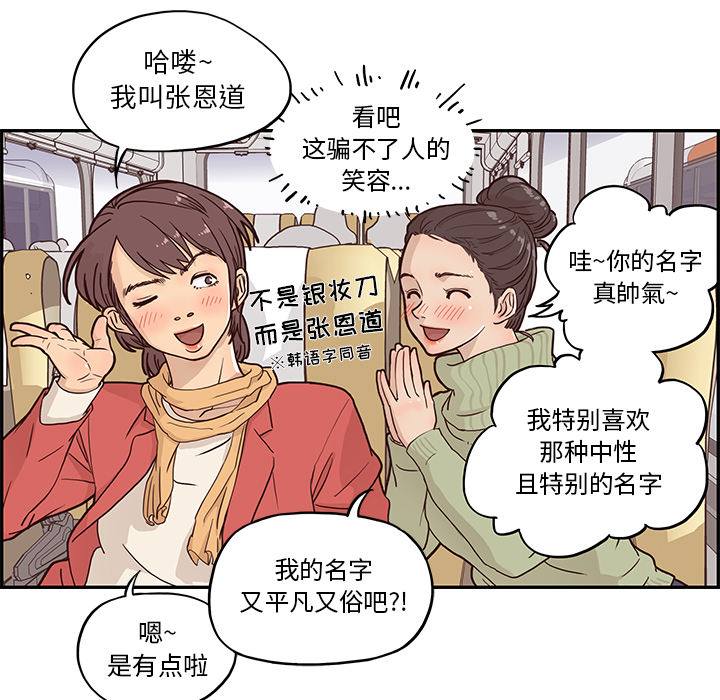 哈喽~
我叫张恩道
看吧
这骗不了人的
笑容...
哇~你的名字
真帥氣~
不是银妆刀
而是张恩道
※韩语字同音
我特别喜欢
那种中性
且特别的名字
我的名字
又平凡又俗吧?!
嗯~
是有点啦